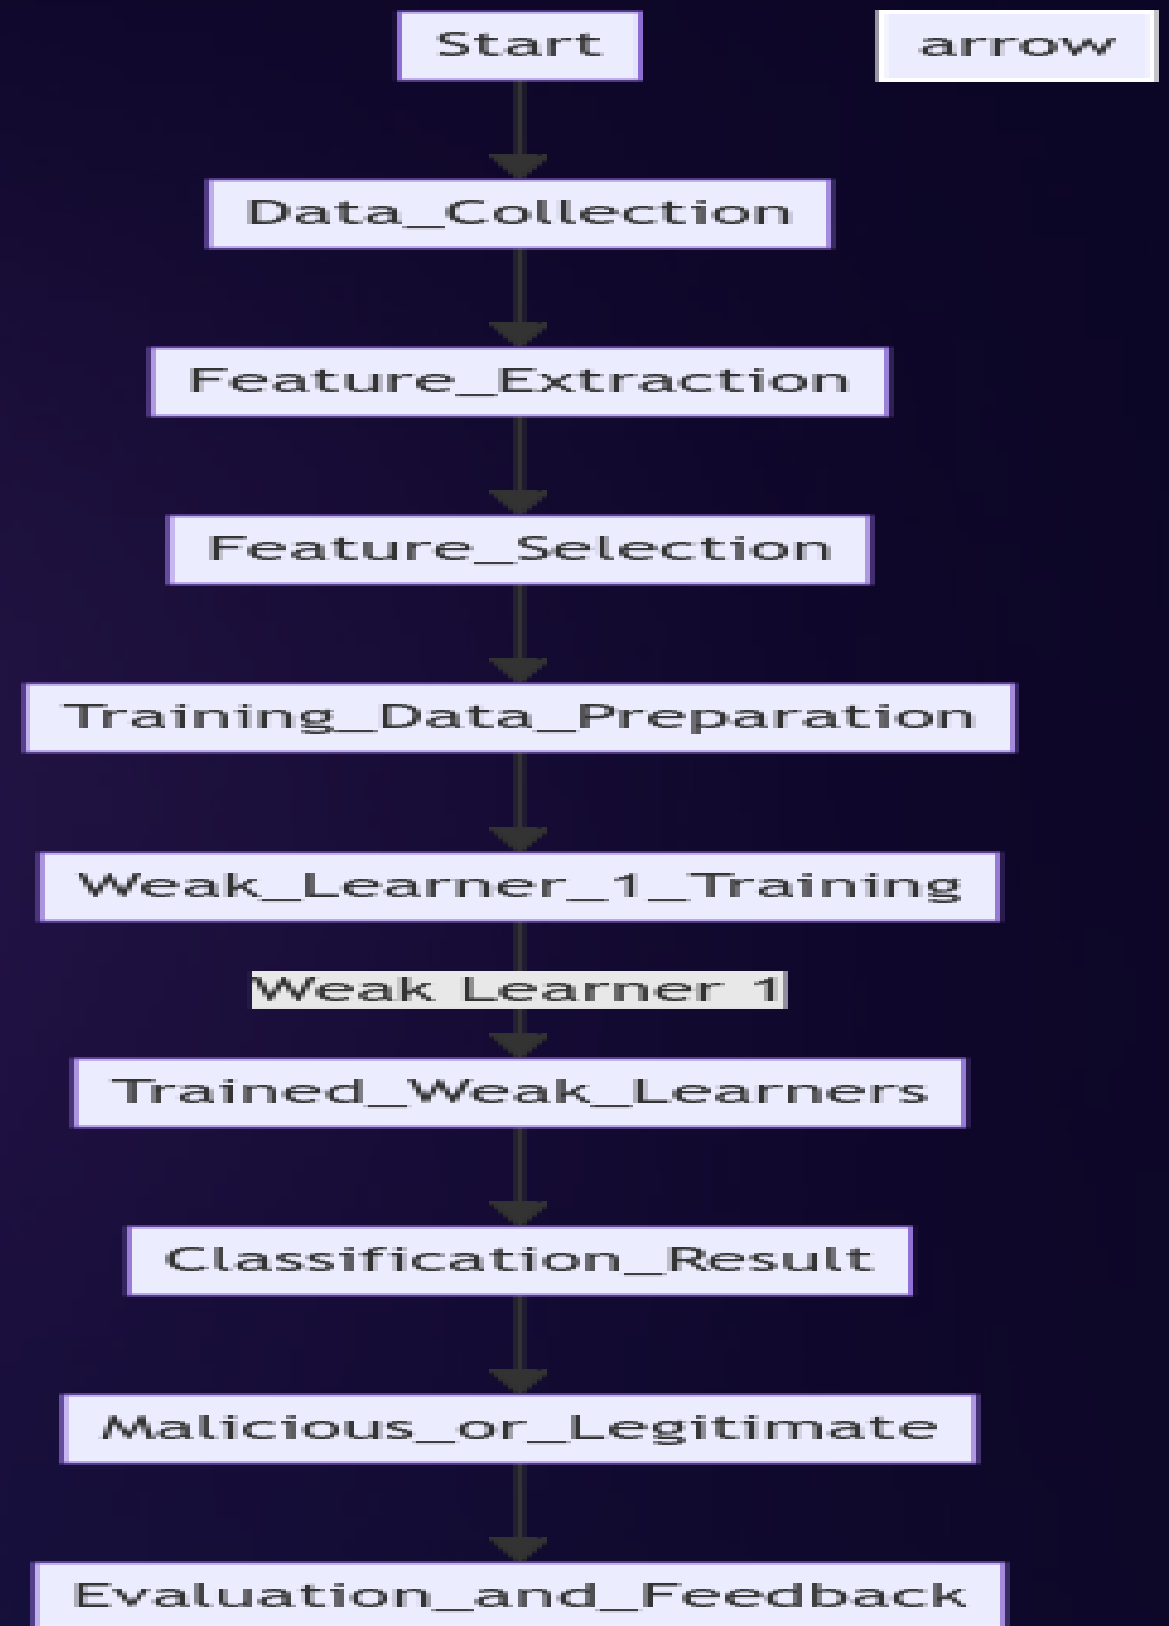 Start
arrow
Data_Collection
Feature_Extraction
Feature_Selection
Training_Data_Preparation
Weak_Learner_1_Training
Weak Learner 1
Trained_Weak_Learners
Classification_Result
Malicious_or_Legitimate
Evaluation_and_Feedback